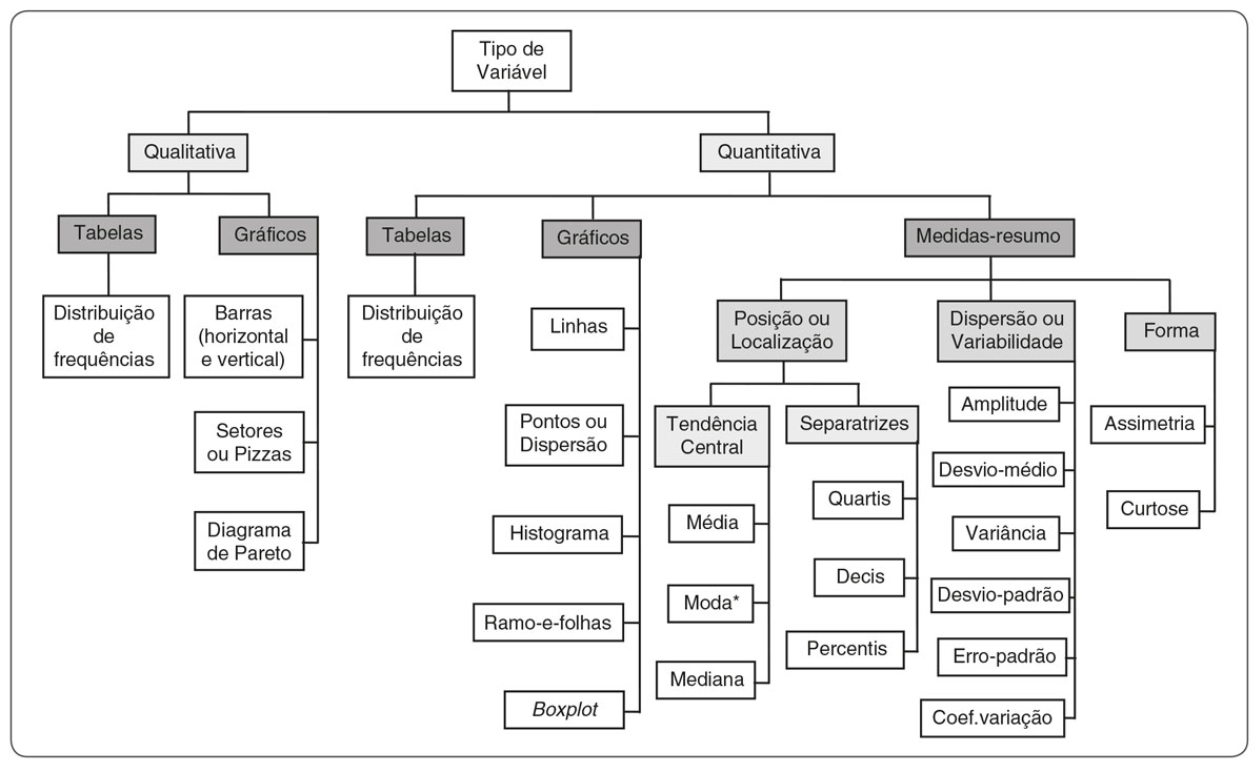 Tipo de
Variável
Qualitativa
Quantitativa
Tabelas
Gráficos
Tabelas
Gráficos
Medidas-resumo
Distribuição
de
frequências
Barras
(horizontal
e vertical)
Setores
ou Pizzas
Diagrama
de Pareto
Distribuição
de
frequências
Linhas
Pontos ou
Dispersão
Histograma
Ramo-e-folhas
Boxplot
Posição ou
Localização
Tendência
Central
Média
Moda*
Mediana
Separatrizes
Quartis
Decis
Percentis
Dispersão ou
Variabilidade
Amplitude
Desvio-médio
Variância
Desvio-padrão
Erro-padrão
Coef.variação
Forma
Assimetria
Curtose